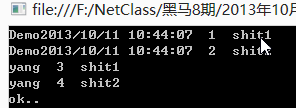 file:///F:/NetClass/黑马8期/2013年10月
Demo2013/10/11 10:44:07 1 shit1
Demo2013/10/11 10:44:07 2 shit2
yang 3 shit1
yang 4 shit2
ok..